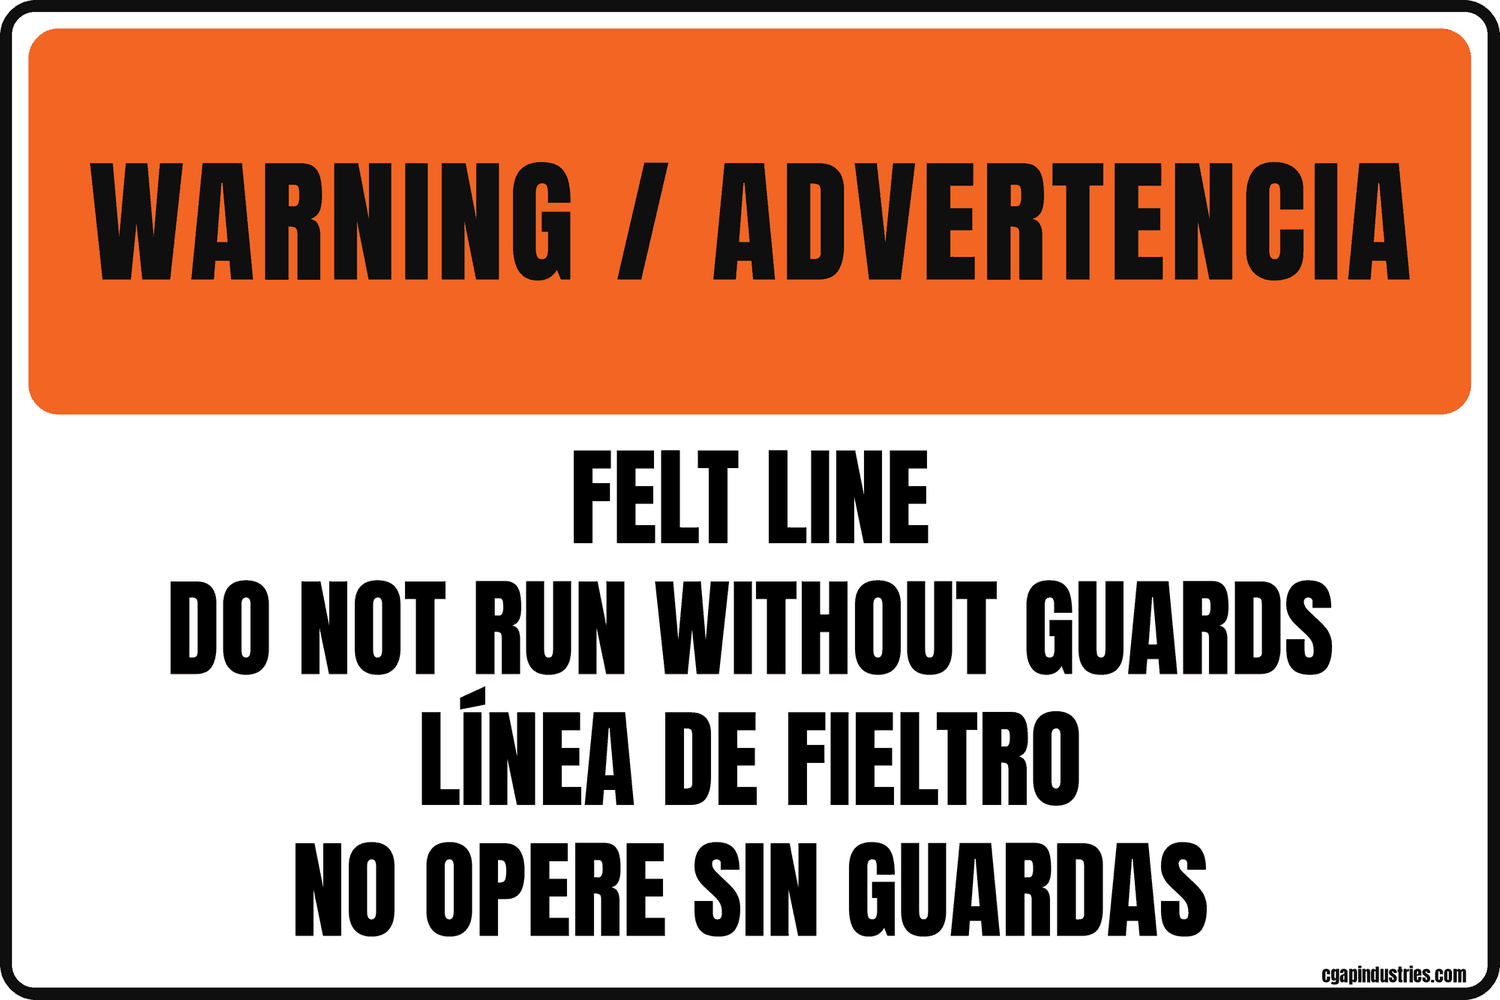 WARNING / ADVERTENCIA
FELT LINE
DO NOT RUN WITHOUT GUARDS
LÍNEA DE FIELTRO
NO OPERE SIN GUARDAS
cgapindustries.com